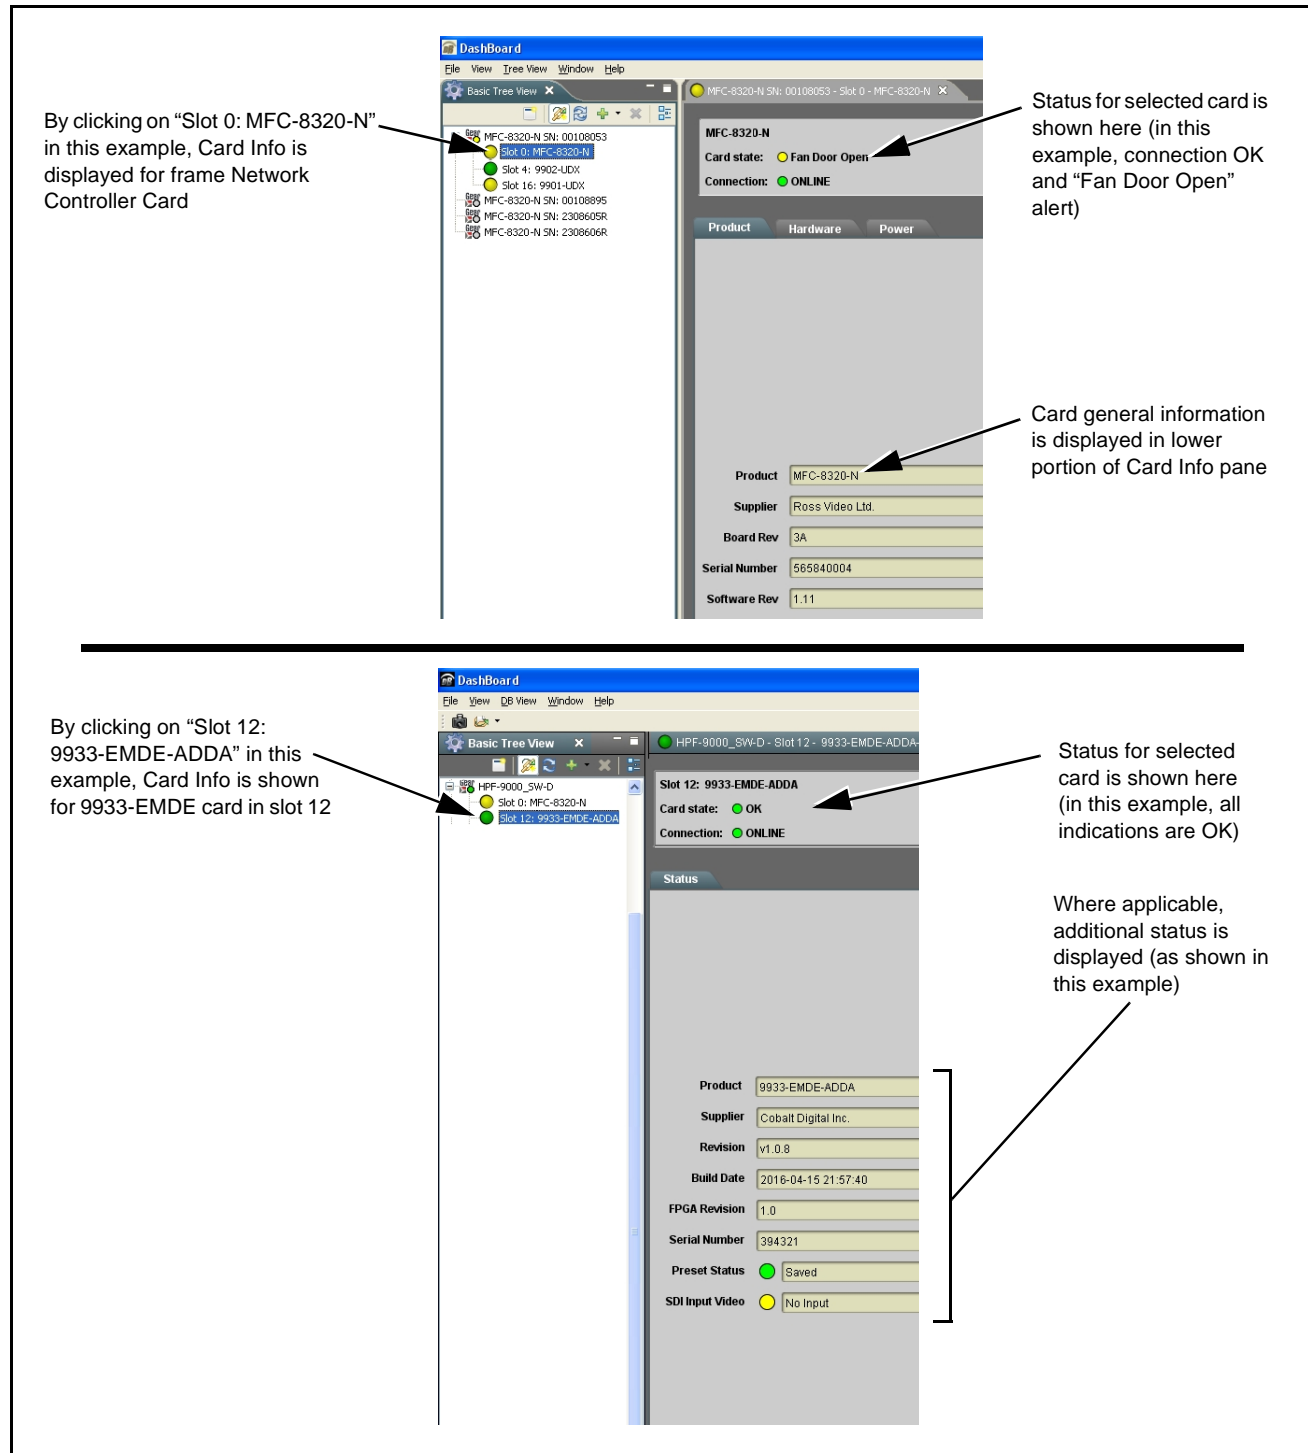 DashBoard
File View Tree View Window Help
Basic Tree View
MFC-8320-N SN: 00108053 - Slot 0 - MFC-8320-N
By clicking on “Slot 0: MFC-8320-N”
in this example, Card Info is
displayed for frame Network
Controller Card
MFC-8320-N SN: 00108053
Slot 0: MFC-8320-N
Slot 4: 9902-UDX
Slot 16: 9901-UDX
MFC-8320-N SN: 00108895
MFC-8320-N SN: 2308605R
MFC-8320-N SN: 2308606R
MFC-8320-N
Card state: Fan Door Open
Connection: ONLINE
Status for selected card is
shown here (in this
example, connection OK
and “Fan Door Open”
alert)
Product Hardware Power
Card general information
is displayed in lower
portion of Card Info pane
Product MFC-8320-N
Supplier Ross Video Ltd.
Board Rev 3A
Serial Number 565840004
Software Rev 1.11
DashBoard
File View DB View Window Help
Basic Tree View
HPF-9000_SW-D - Slot 12 - 9933-EMDE-ADDA-
By clicking on “Slot 12:
9933-EMDE-ADDA” in this
example, Card Info is shown
for 9933-EMDE card in slot 12
HPF-9000_SW-D
Slot 0: MFC-8320-N
Slot 12: 9933-EMDE-ADDA
Slot 12: 9933-EMDE-ADDA
Card state: OK
Connection: ONLINE
Status for selected
card is shown here
(in this example, all
indications are OK)
Status
Where applicable,
additional status is
displayed (as shown in
this example)
Product 9933-EMDE-ADDA
Supplier Cobalt Digital Inc.
Revision v1.0.8
Build Date 2016-04-15 21:57:40
FPGA Revision 1.0
Serial Number 394321
Preset Status Saved
SDI Input Video No Input